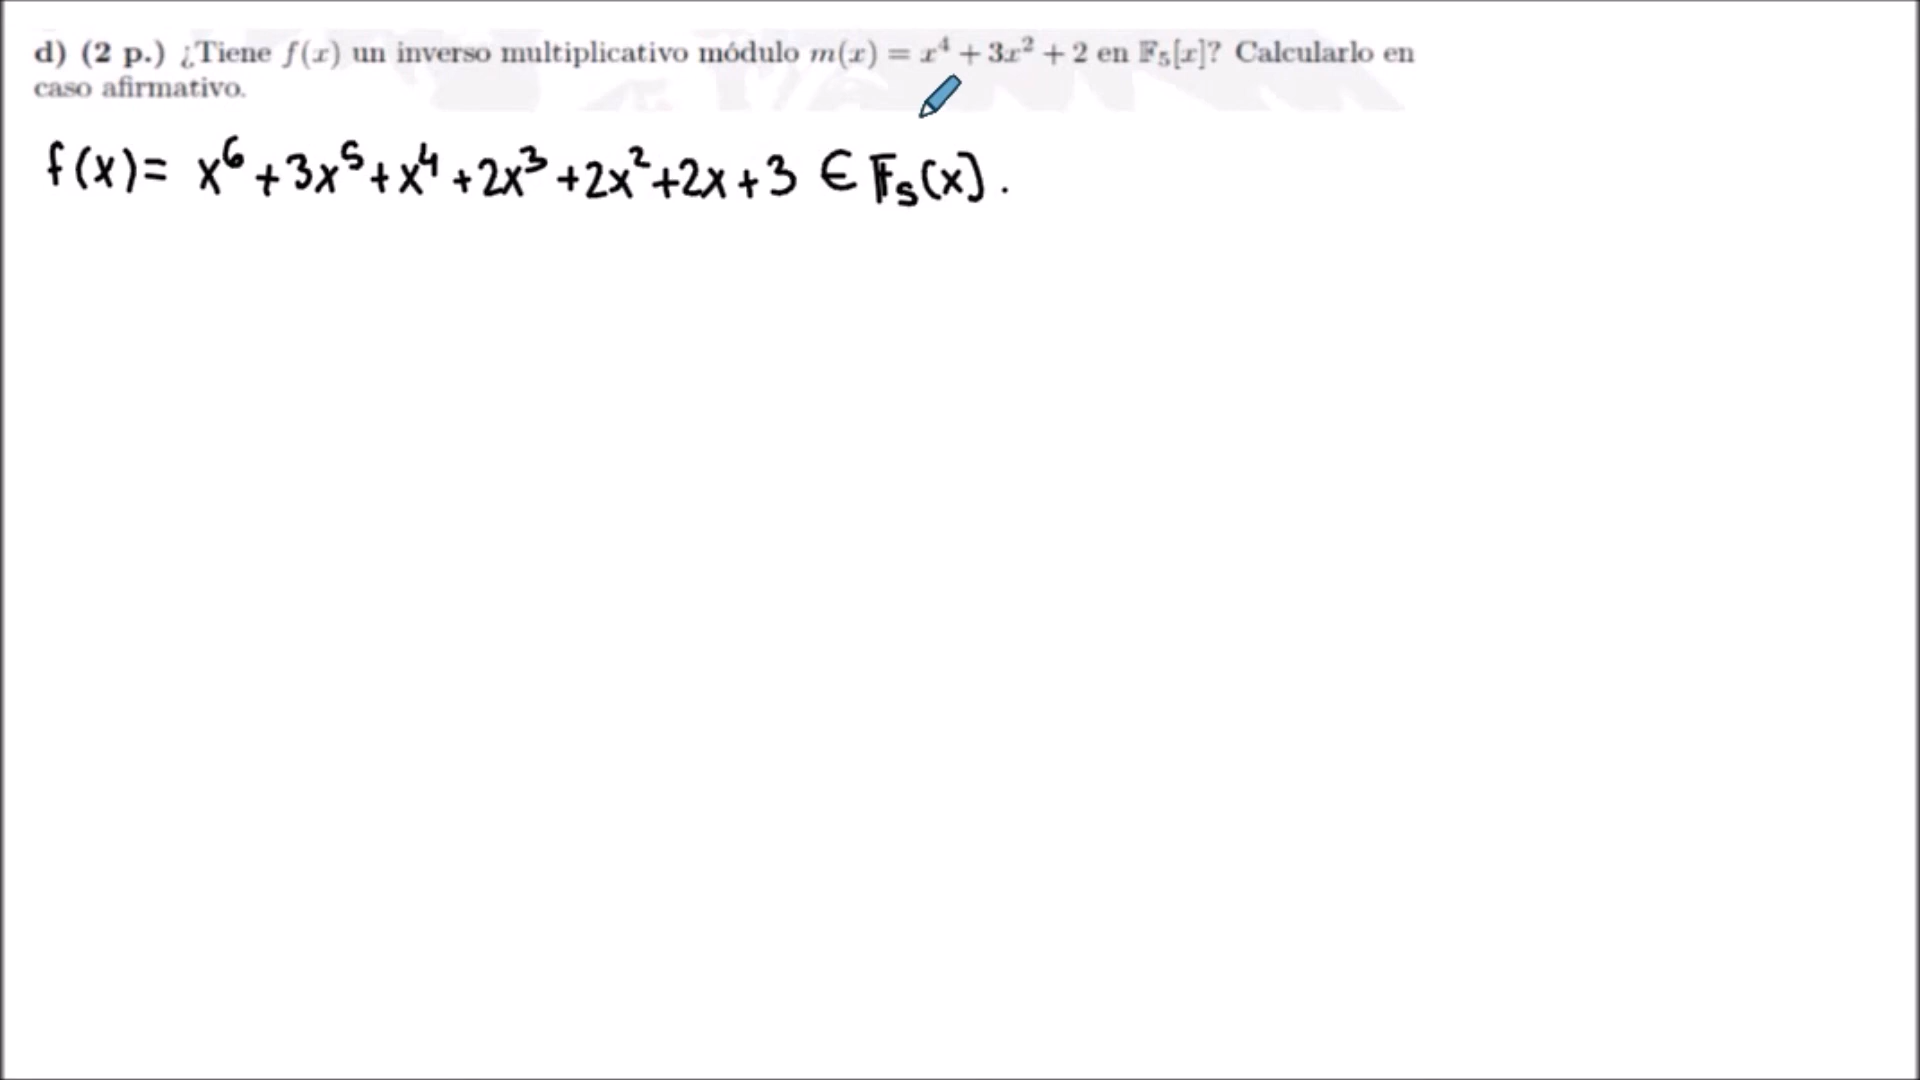 d) (2 p.) ¿Tiene f(x) un inverso multiplicativo módulo m(x) = x⁴ + 3x² + 2 en 𝔽₅[x]? Calcularlo en
caso afirmativo.
f(x) = x⁶ + 3x⁵ + x⁴ + 2x³ + 2x² + 2x + 3 ∈ 𝔽₅(x].